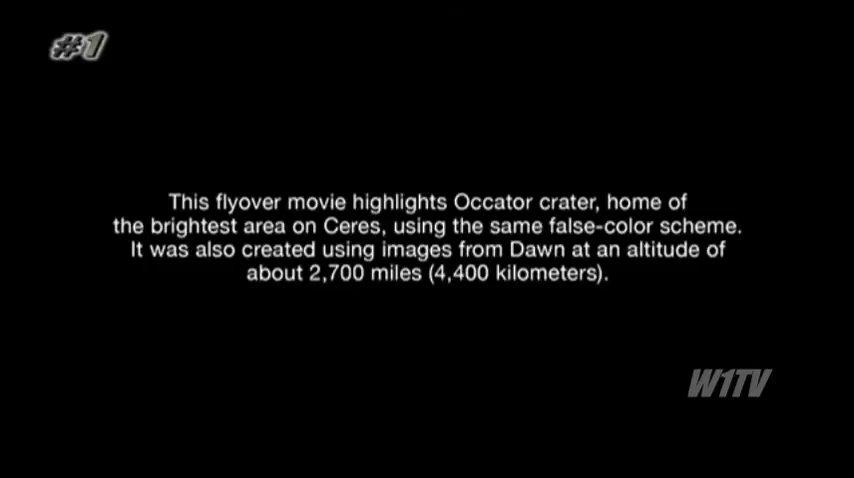 #1
This flyover movie highlights Occator crater, home of
the brightest area on Ceres, using the same false-color scheme.
It was also created using images from Dawn at an altitude of
about 2,700 miles (4,400 kilometers).
W1TV